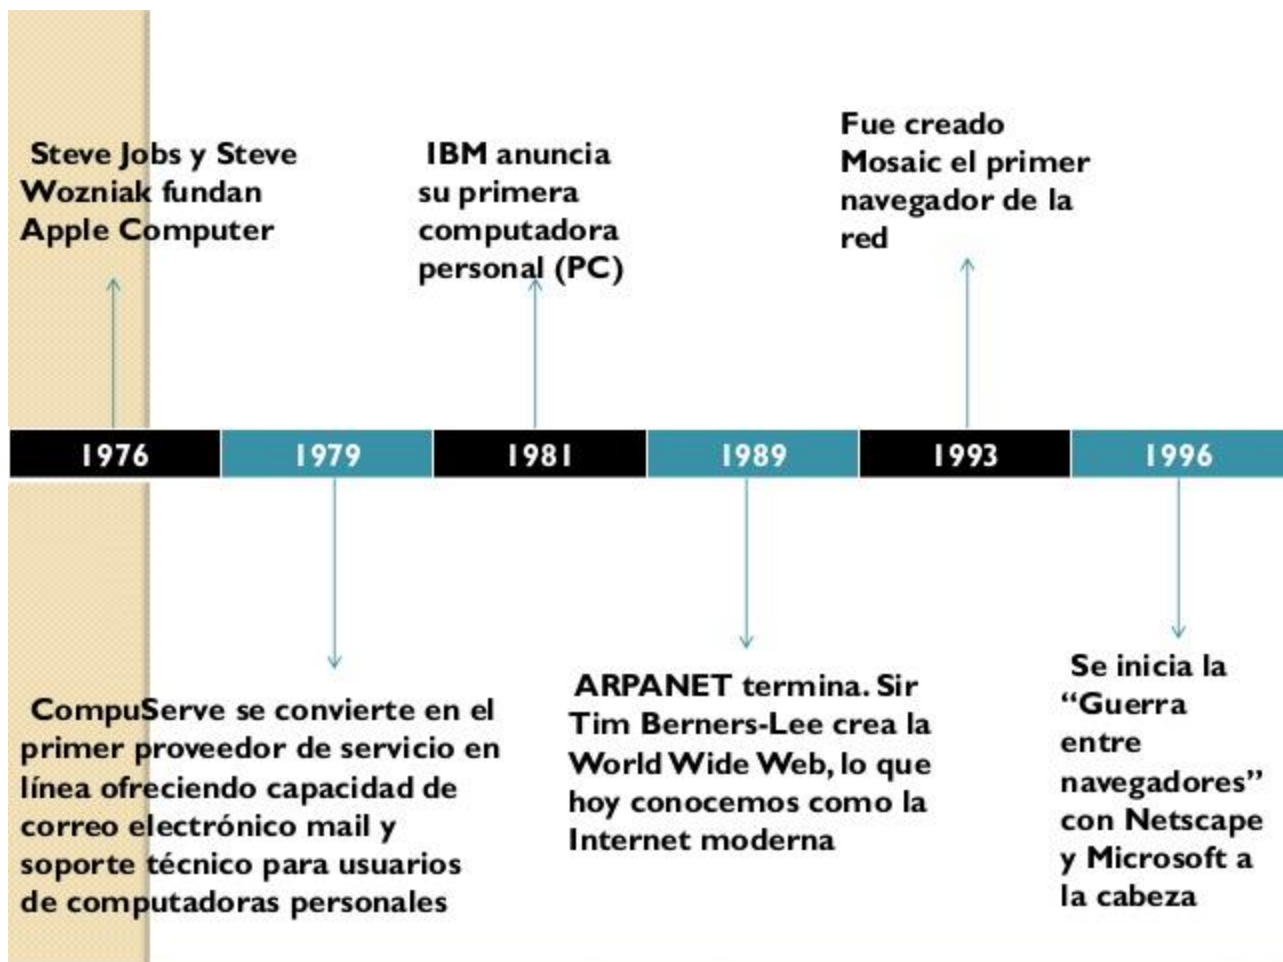 Steve Jobs y Steve
Wozniak fundan
Apple Computer
IBM anuncia
su primera
computadora
personal (PC)
Fue creado
Mosaic el primer
navegador de la
red
1976 1979 1981 1989 1993 1996
CompuServe se convierte en el
primer proveedor de servicio en
línea ofreciendo capacidad de
correo electrónico mail y
soporte técnico para usuarios
de computadoras personales
ARPANET termina. Sir
Tim Berners-Lee crea la
World Wide Web, lo que
hoy conocemos como la
Internet moderna
Se inicia la
“Guerra
entre
navegadores”
con Netscape
y Microsoft a
la cabeza